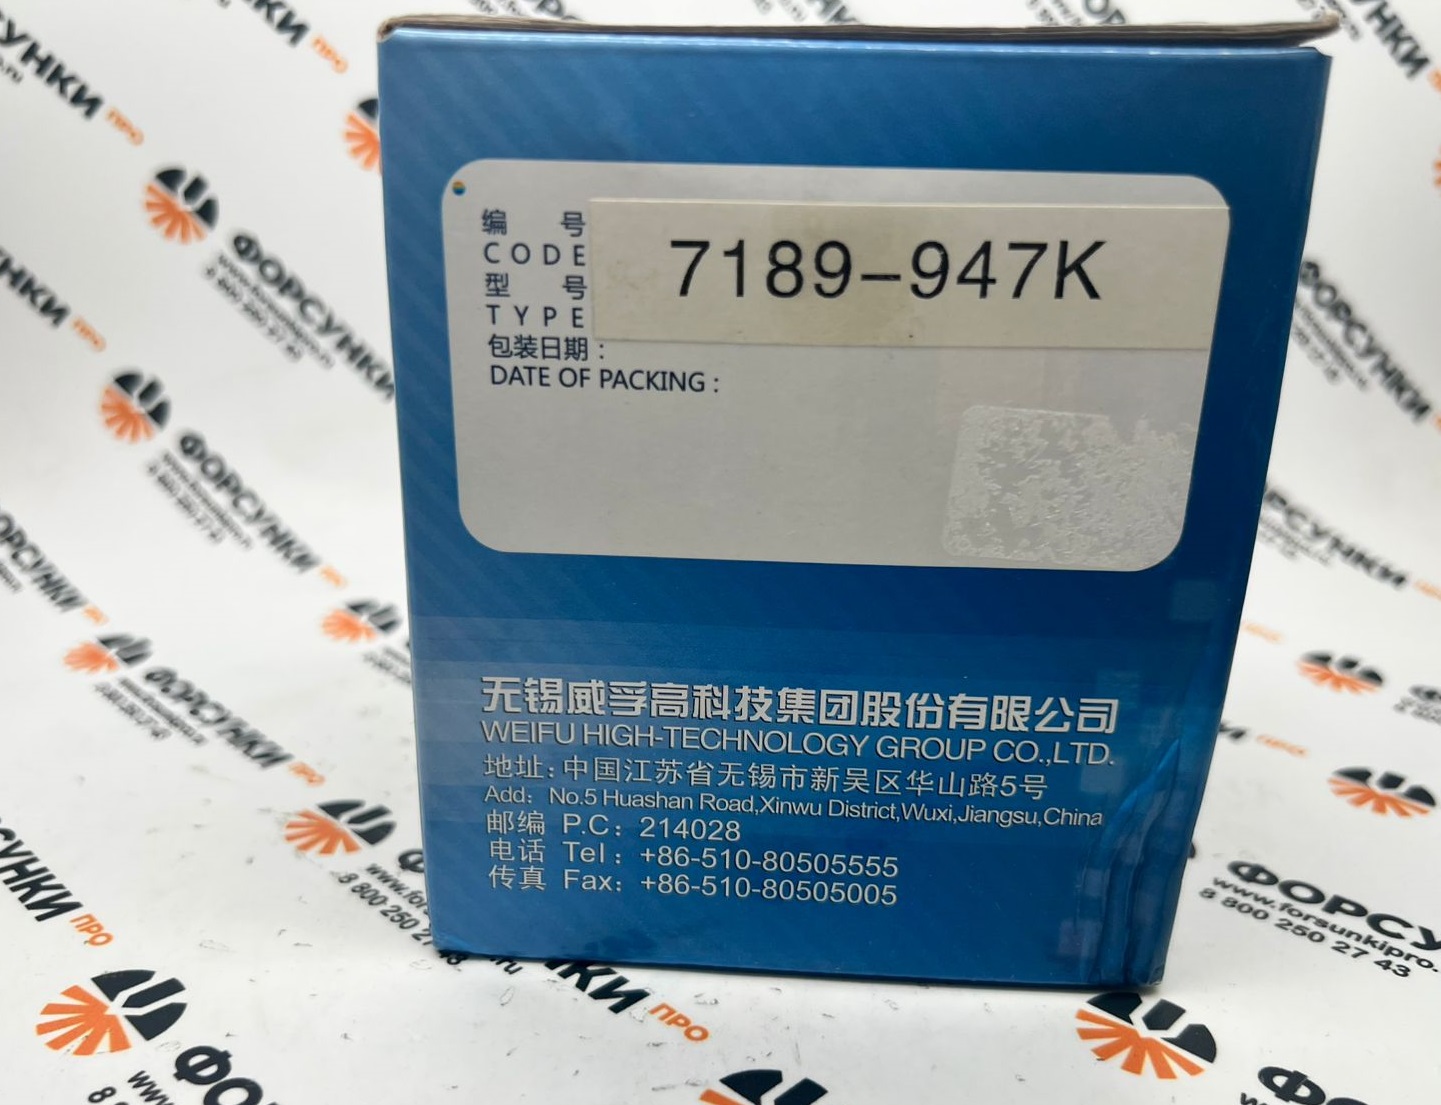 编 号
CODE
7189-947K
型 号
TYPE
包装日期：
DATE OF PACKING：
无锡威孚高科技集团股份有限公司
WEIFU HIGH-TECHNOLOGY GROUP CO.,LTD.
地址：中国江苏省无锡市新吴区华山路5号
Add：No.5 Huashan Road,Xinwu District,Wuxi,Jiangsu,China
邮编 P.C：214028
电话 Tel：+86-510-80505555
传真 Fax：+86-510-80505005
ФОРСУНКИ ПРО
ФОРСУНКИ ПРО
ФОРСУНКИ
www.forsunkipro.
8 800 250 27 43